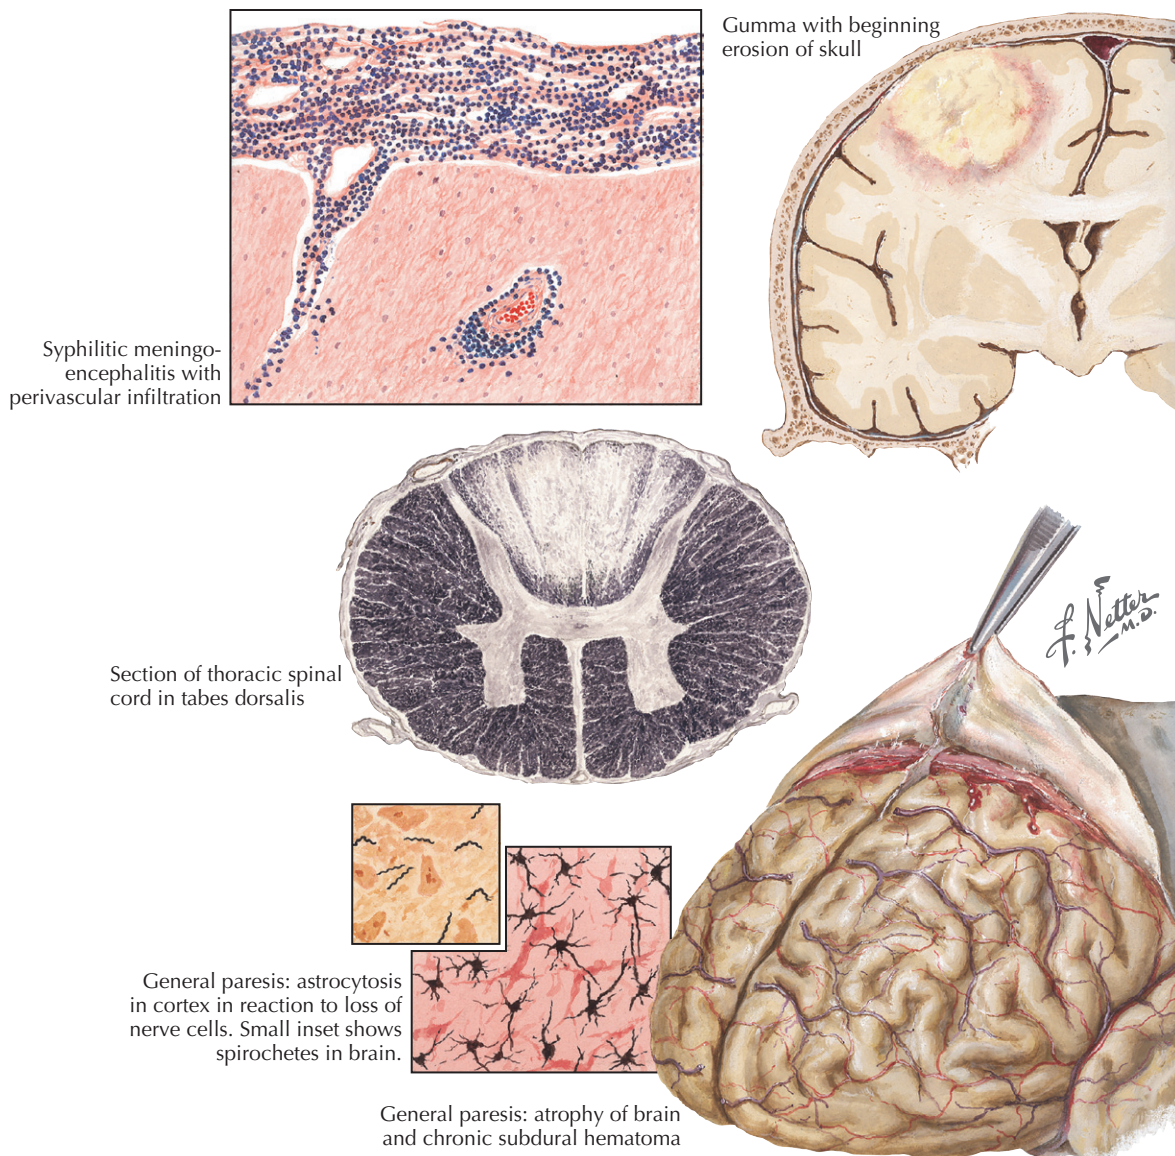 Gumma with beginning
erosion of skull
Syphilitic meningo-
encephalitis with
perivascular infiltration
Section of thoracic spinal
cord in tabes dorsalis
F. Netter
M.D.
General paresis: astrocytosis
in cortex in reaction to loss of
nerve cells. Small inset shows
spirochetes in brain.
General paresis: atrophy of brain
and chronic subdural hematoma